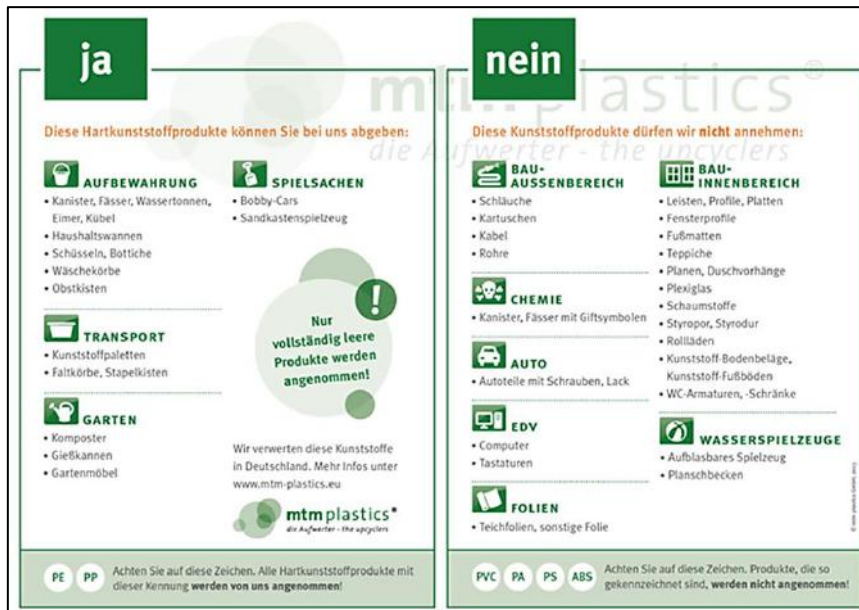 ja
Diese Hartkunststoffprodukte können Sie bei uns abgeben:
AUFBEWAHRUNG
• Kanister, Fässer, Wassertonnen,
Eimer, Kübel
• Haushaltswannen
• Schüsseln, Bottiche
• Wäschekörbe
• Obstkisten
TRANSPORT
• Kunststoffpaletten
• Faltkörbe, Stapelkisten
GARTEN
• Komposter
• Gießkannen
• Gartenmöbel
SPIELSACHEN
• Bobby-Cars
• Sandkastenspielzeug
!
Nur
vollständig leere
Produkte werden
angenommen!
Wir verwerten diese Kunststoffe
in Deutschland. Mehr Infos unter
www.mtm-plastics.eu
mtm plastics®
die Aufwerter - the upcyclers
PE PP Achten Sie auf diese Zeichen. Alle Hartkunststoffprodukte mit
dieser Kennung werden von uns angenommen!
nein
mtm plastics®
die Aufwerter - the upcyclers
Diese Kunststoffprodukte dürfen wir nicht annehmen:
BAU-
AUSSENBEREICH
• Schläuche
• Kartuschen
• Kabel
• Rohre
CHEMIE
• Kanister, Fässer mit Giftsymbolen
AUTO
• Autoteile mit Schrauben, Lack
EDV
• Computer
• Tastaturen
FOLIEN
• Teichfolien, sonstige Folie
BAU-
INNENBEREICH
• Leisten, Profile, Platten
• Fensterprofile
• Fußmatten
• Teppiche
• Planen, Duschvorhänge
• Plexiglas
• Schaumstoffe
• Styropor, Styrodur
• Rollläden
• Kunststoff-Bodenbeläge,
Kunststoff-Fußböden
• WC-Armaturen, -Schränke
WASSERSPIELZEUGE
• Aufblasbares Spielzeug
• Planschbecken
PVC PA PS ABS Achten Sie auf diese Zeichen. Produkte, die so
gekennzeichnet sind, werden nicht angenommen!